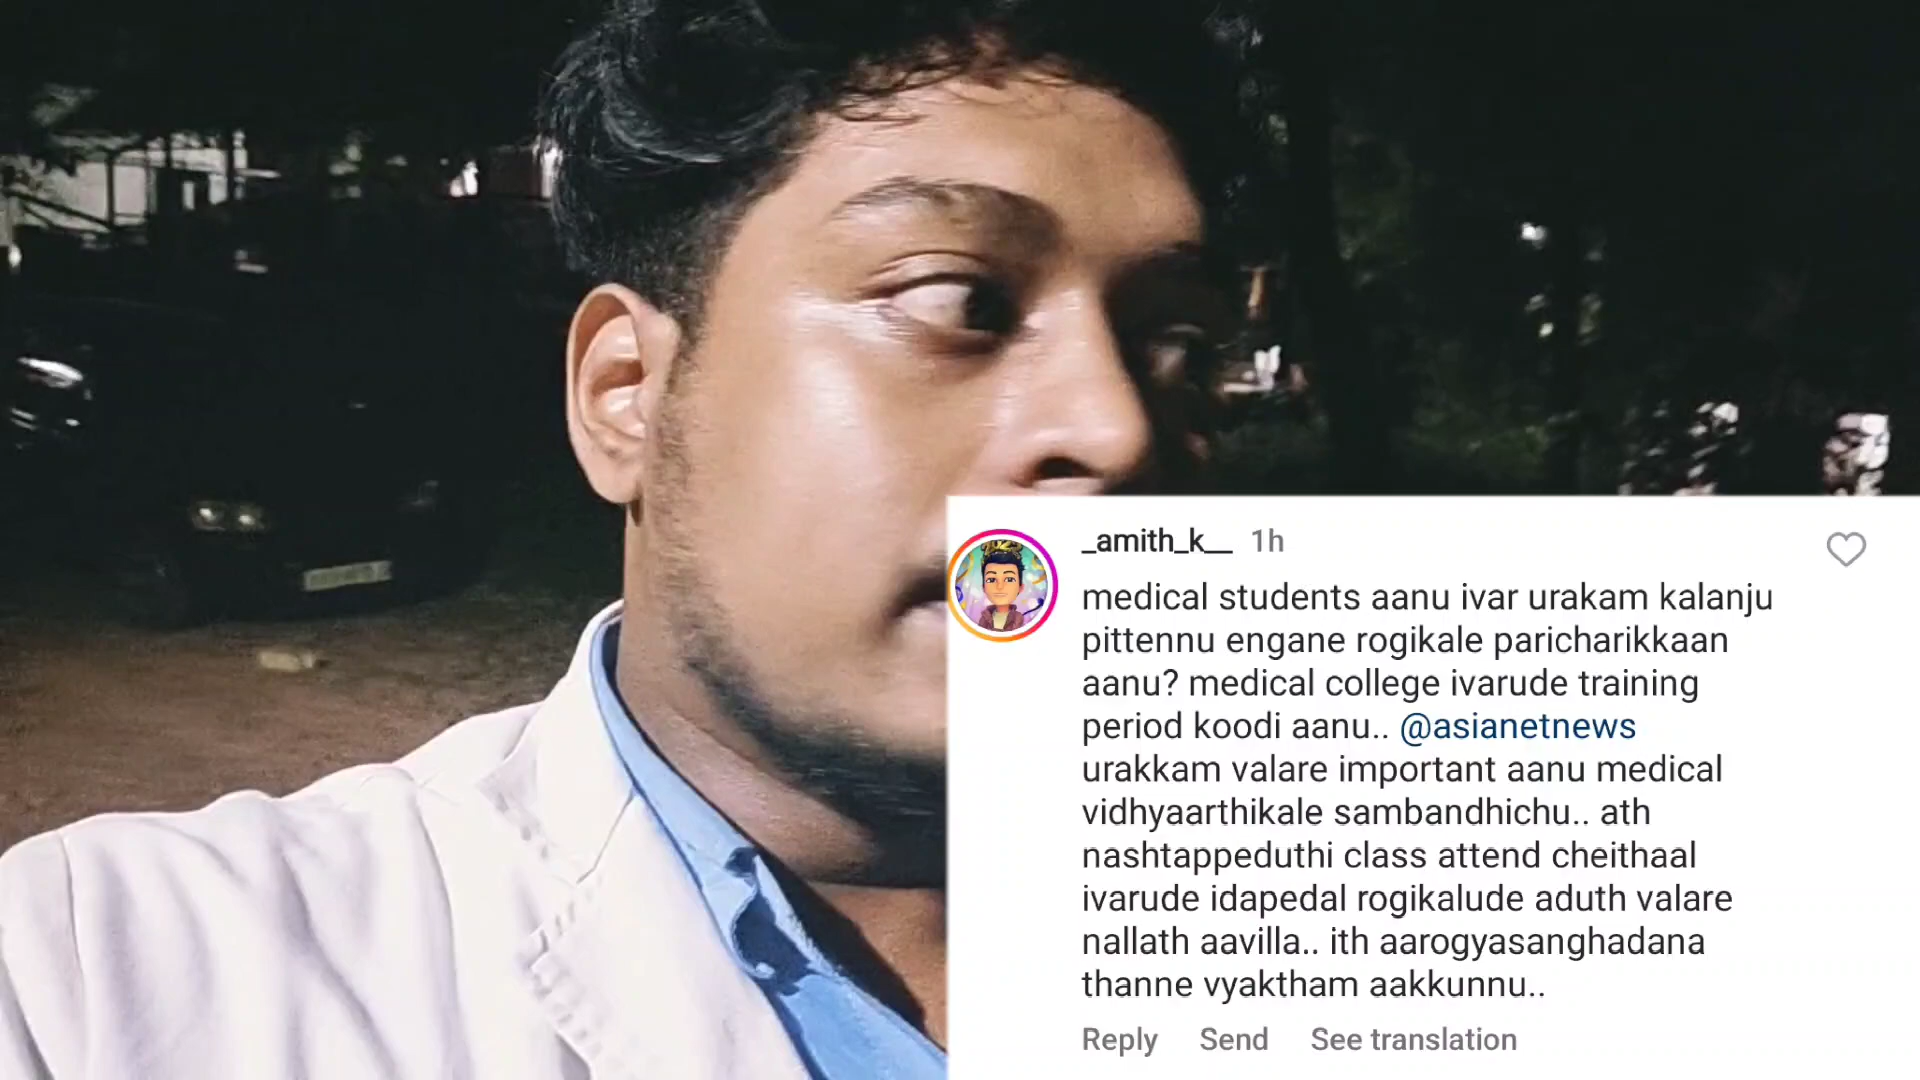 _amith_k__ 1h
medical students aanu ivar urakam kalanju
pittennu engane rogikale paricharikkaan
aanu? medical college ivarude training
period koodi aanu.. @asianetnews
urakkam valare important aanu medical
vidhyaarthikale sambandhichu.. ath
nashtappeduthi class attend cheithaal
ivarude idapedal rogikalude aduth valare
nallath aavilla.. ith aarogyasanghadana
thanne vyaktham aakkunnu..
Reply Send See translation